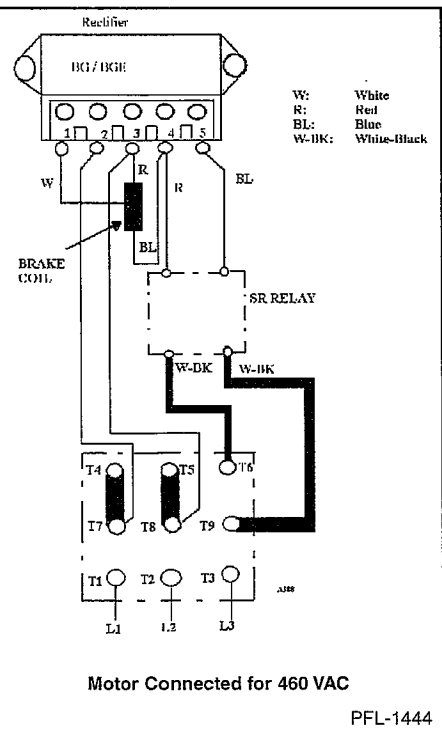 Rectifier
BG / BGE
1 2 3 4 5
W: White
R: Red
BL: Blue
W-BK: White-Black
W R R BL
BL
BRAKE
COIL
SR RELAY
W-BK W-BK
T4 T5 T6
T7 T8 T9
T1 T2 T3
L1 L2 L3
Motor Connected for 460 VAC
PFL-1444